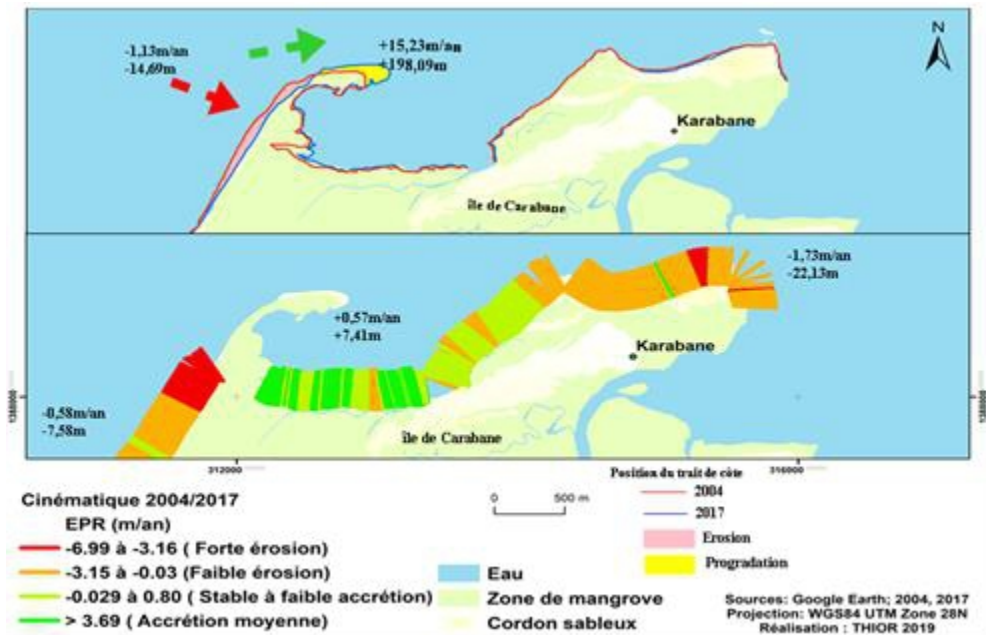 N
-1,13m/an
-14,69m
+15,23m/an
+198,09m
Karabane
île de Carabane
-1,73m/an
-22,13m
+0,57m/an
+7,41m
Karabane
-0,58m/an
-7,58m
île de Carabane
1388000
1388000
312000
316000
Cinématique 2004/2017
EPR (m/an)
-6.99 à -3.16 ( Forte érosion)
-3.15 à -0.03 (Faible érosion)
-0.029 à 0.80 ( Stable à faible accrétion)
> 3.69 ( Accrétion moyenne)
0 500 m
Eau
Zone de mangrove
Cordon sableux
Position du trait de côte
2004
2017
Erosion
Progradation
Sources: Google Earth; 2004, 2017
Projection: WGS84 UTM Zone 28N
Réalisation : THIOR 2019